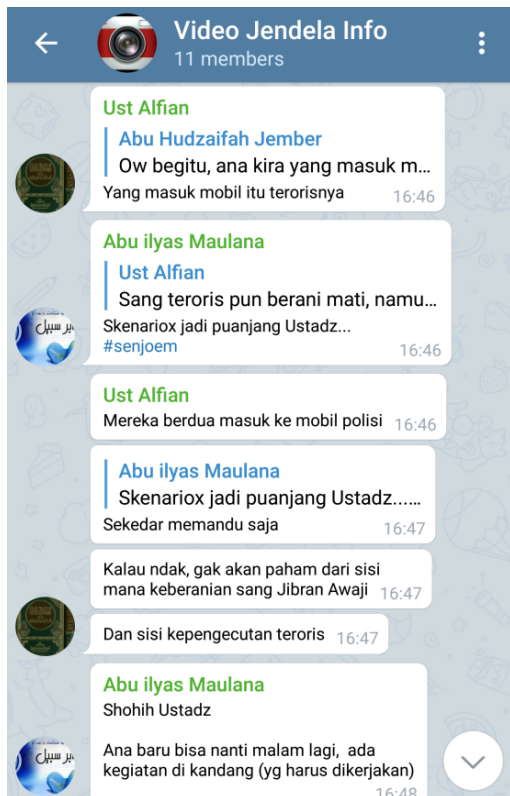 Video Jendela Info
11 members
Ust Alfian
Abu Hudzaifah Jember
Ow begitu, ana kira yang masuk m...
Yang masuk mobil itu terorisnya 16:46
Abu ilyas Maulana
Ust Alfian
Sang teroris pun berani mati, namu...
Skenariox jadi puanjang Ustadz...
#senjoem 16:46
Ust Alfian
Mereka berdua masuk ke mobil polisi 16:46
Abu ilyas Maulana
Skenariox jadi puanjang Ustadz......
Sekedar memandu saja 16:47
Kalau ndak, gak akan paham dari sisi
mana keberanian sang Jibran Awaji 16:47
Dan sisi kepengecutan teroris 16:47
Abu ilyas Maulana
Shohih Ustadz
Ana baru bisa nanti malam lagi, ada
kegiatan di kandang (yg harus dikerjakan)
16:48